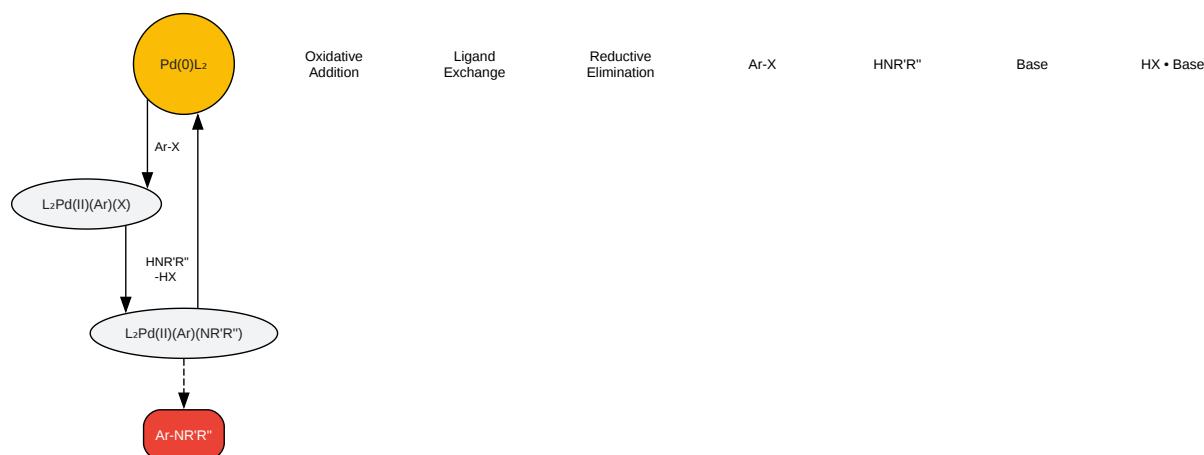 Pd(0)L₂
Oxidative
Addition
Ligand
Exchange
Reductive
Elimination
Ar-X
HNR'R"
Base
HX • Base
Ar-X
L₂Pd(II)(Ar)(X)
HNR'R"
-HX
L₂Pd(II)(Ar)(NR'R")
Ar-NR'R"